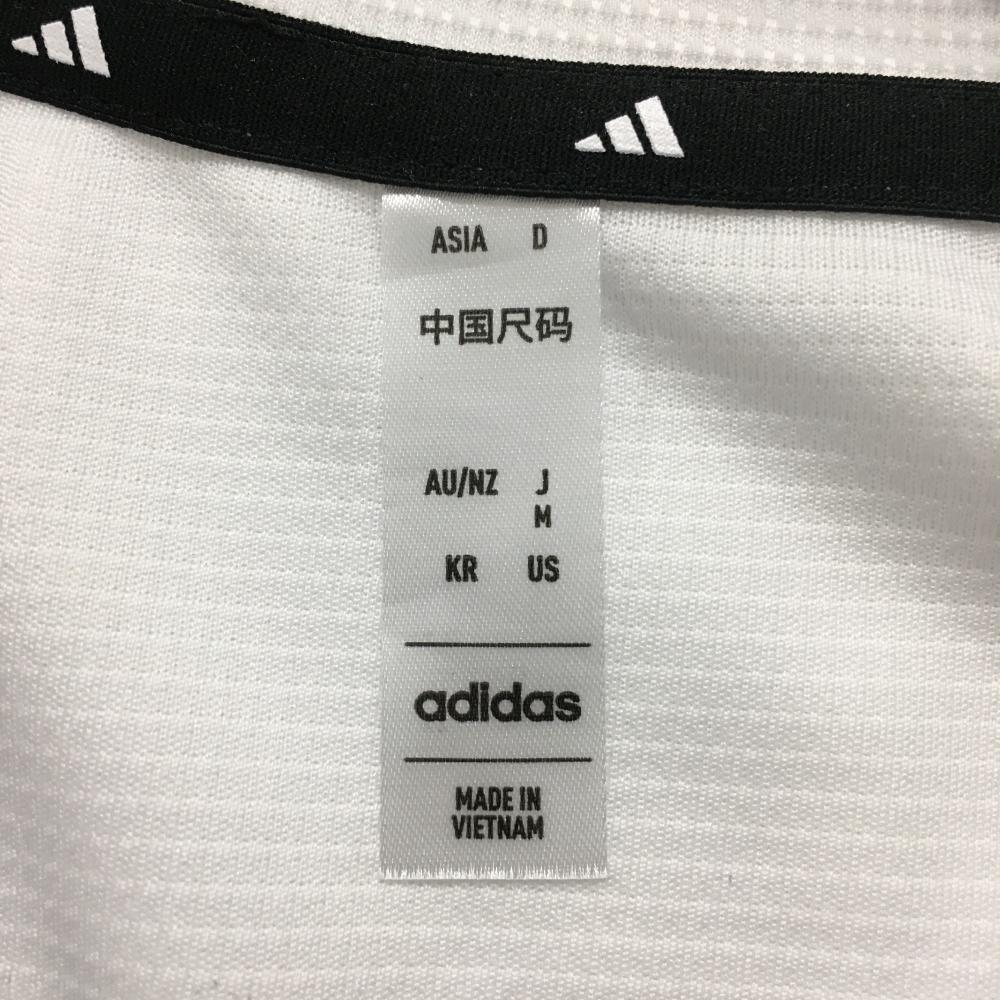 ASIA D
中国尺码
AU/NZ J
M
KR US
adidas
MADE IN
VIETNAM